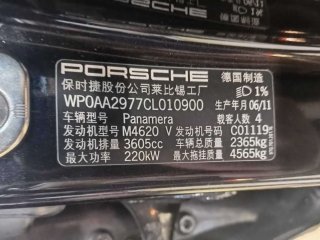 PORSCHE 德国制造
保时捷股份公司莱比锡工厂 1%
WP0AA2977CL010900 生产年月 06/11
车辆型号 Panamera 载客人数 4
发动机型号 M4620 V 发动机号码 C01119
发动机排量 3605cc 最大总质量 2365kg
最大功率 220kW 最大拖挂质量 4565kg